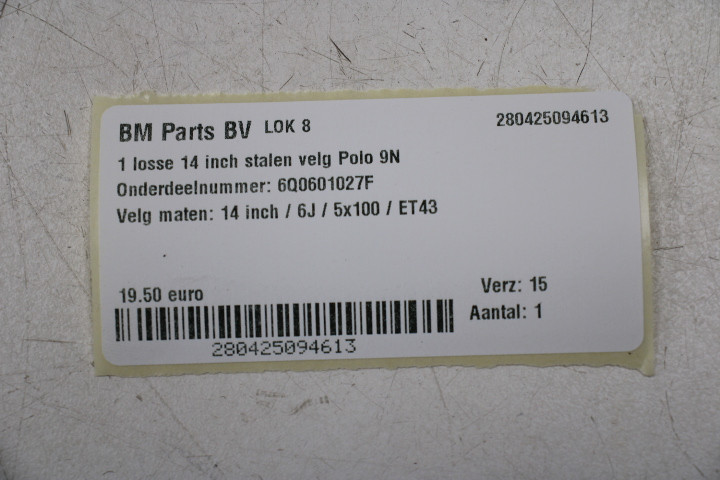 BM Parts BV LOK 8 280425094613
1 losse 14 inch stalen velg Polo 9N
Onderdeelnummer: 6Q0601027F
Velg maten: 14 inch / 6J / 5x100 / ET43
19.50 euro Verz: 15
Aantal: 1
280425094613